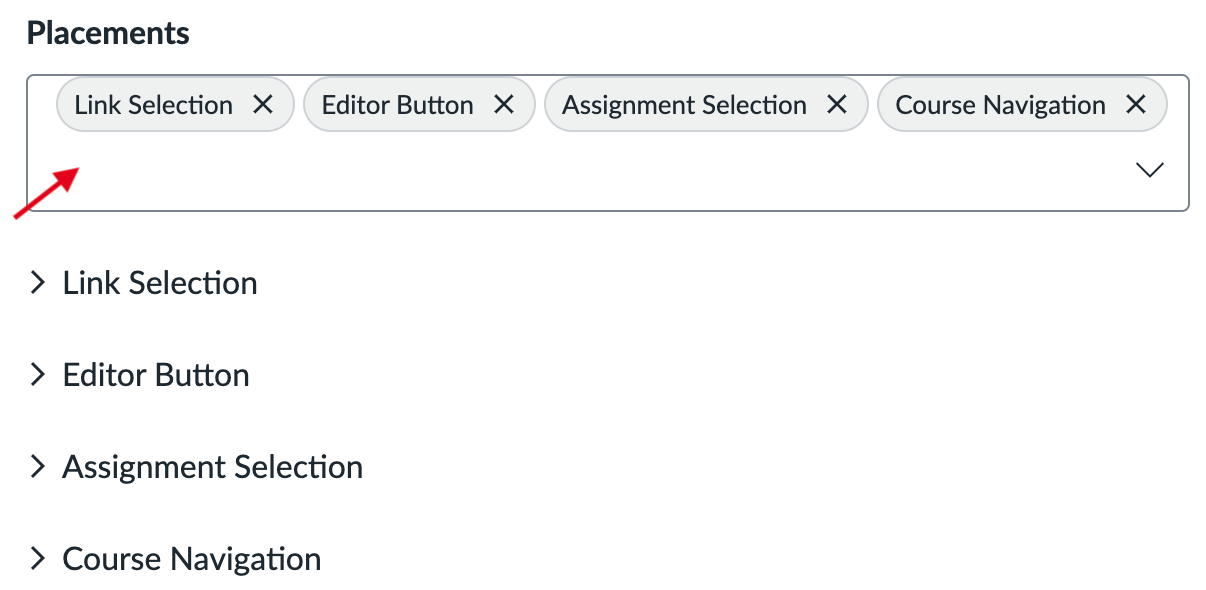 Placements
Link Selection Editor Button Assignment Selection Course Navigation
Link Selection
Editor Button
Assignment Selection
Course Navigation